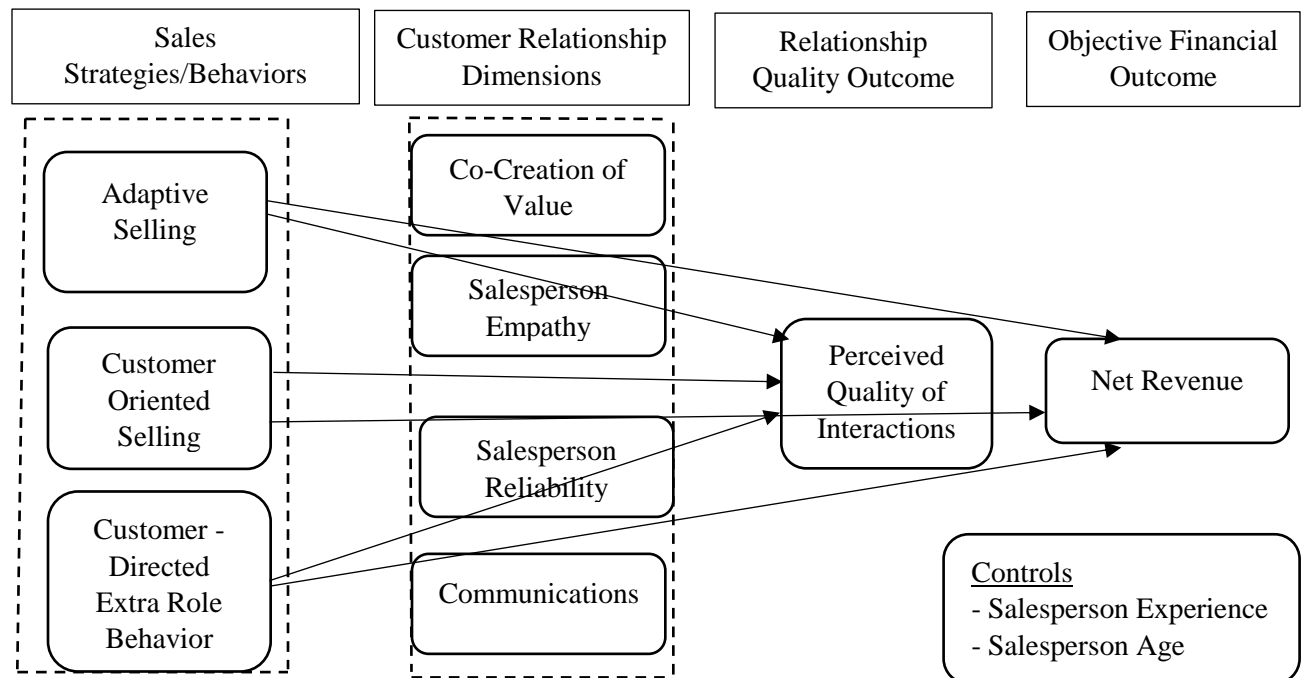 Sales
Strategies/Behaviors
Customer Relationship
Dimensions
Relationship
Quality Outcome
Objective Financial
Outcome
Adaptive
Selling
Customer
Oriented
Selling
Customer -
Directed
Extra Role
Behavior
Co-Creation of
Value
Salesperson
Empathy
Salesperson
Reliability
Communications
Perceived
Quality of
Interactions
Net Revenue
Controls
- Salesperson Experience
- Salesperson Age